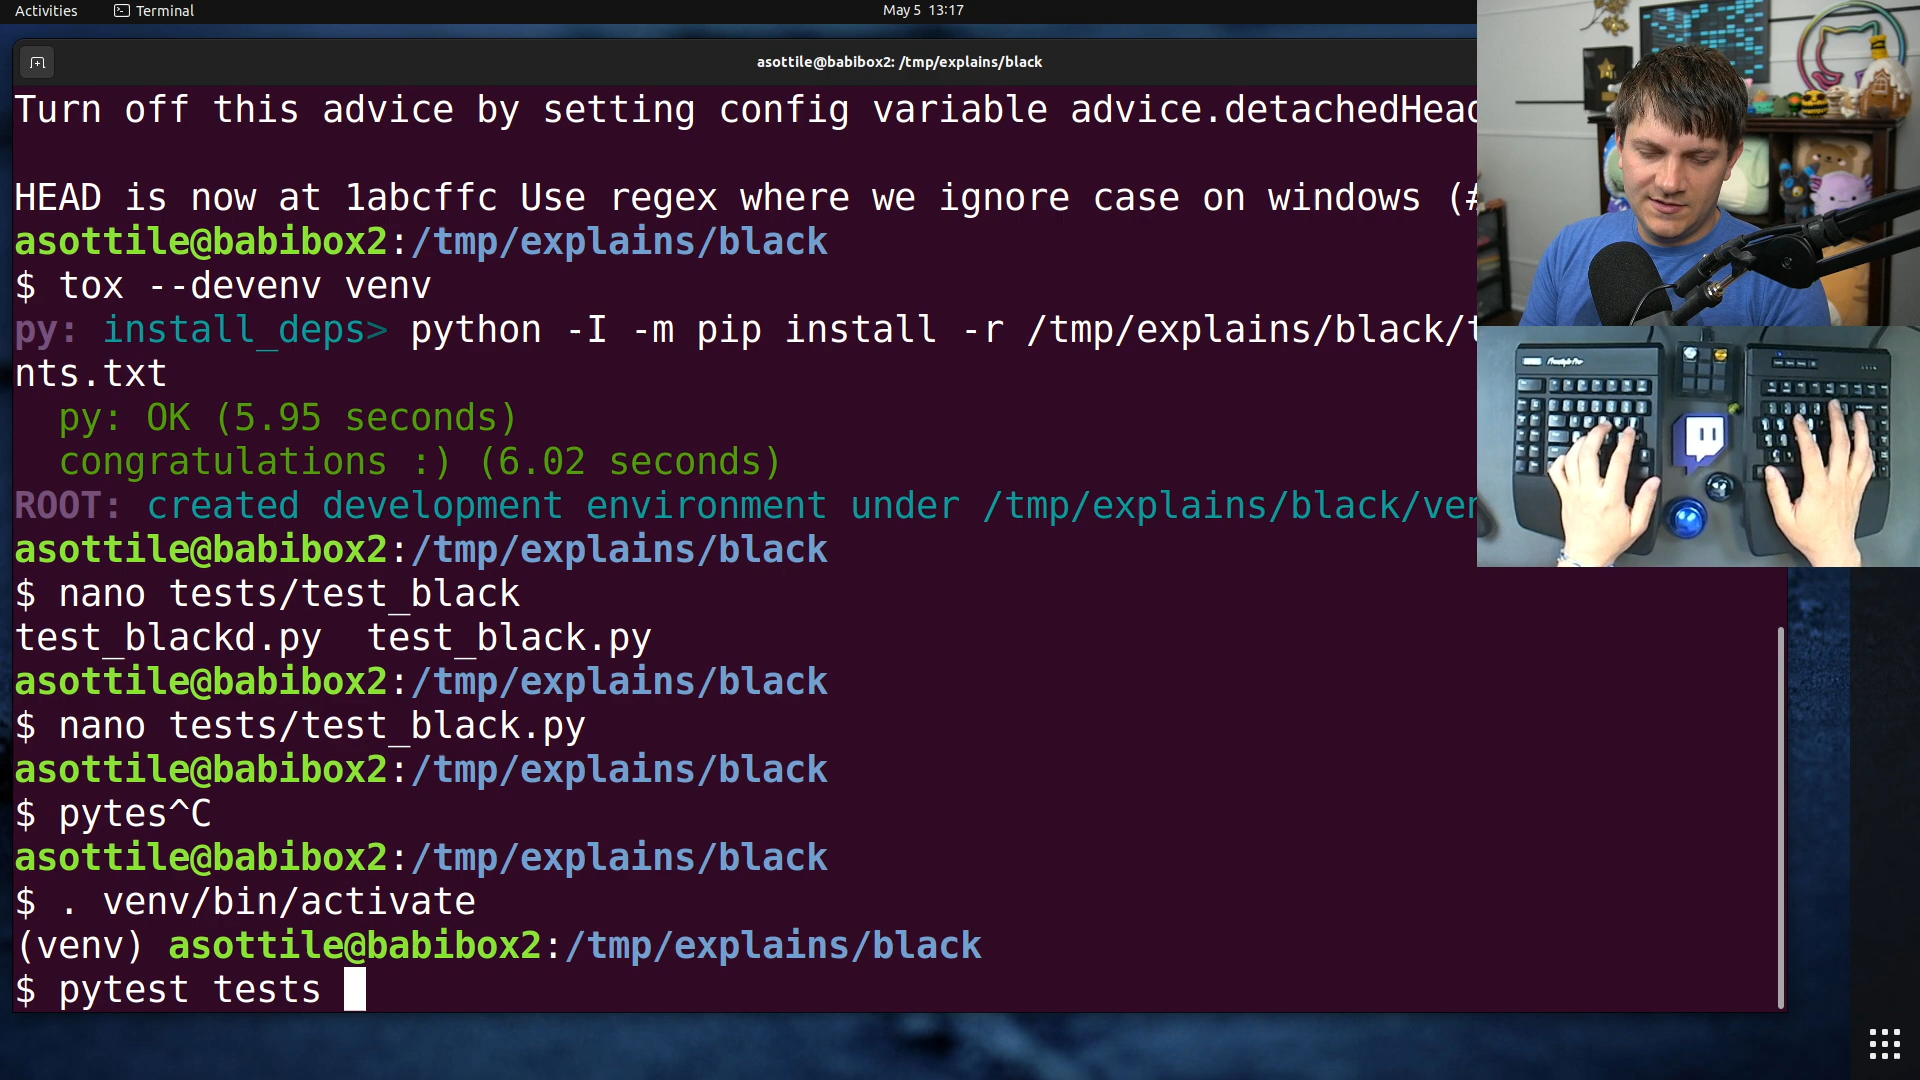 Activities
Terminal
May 5 13:17
asottile@babibox2: /tmp/explains/black
Turn off this advice by setting config variable advice.detachedHead
HEAD is now at 1abcffc Use regex where we ignore case on windows (#
asottile@babibox2:/tmp/explains/black
$ tox --devenv venv
py: install_deps> python -I -m pip install -r /tmp/explains/black/t
nts.txt
py: OK (5.95 seconds)
congratulations :) (6.02 seconds)
ROOT: created development environment under /tmp/explains/black/ven
asottile@babibox2:/tmp/explains/black
$ nano tests/test_black
test_blackd.py  test_black.py
asottile@babibox2:/tmp/explains/black
$ nano tests/test_black.py
asottile@babibox2:/tmp/explains/black
$ pytes^C
asottile@babibox2:/tmp/explains/black
$ . venv/bin/activate
(venv) asottile@babibox2:/tmp/explains/black
$ pytest tests
Freestyle Pro